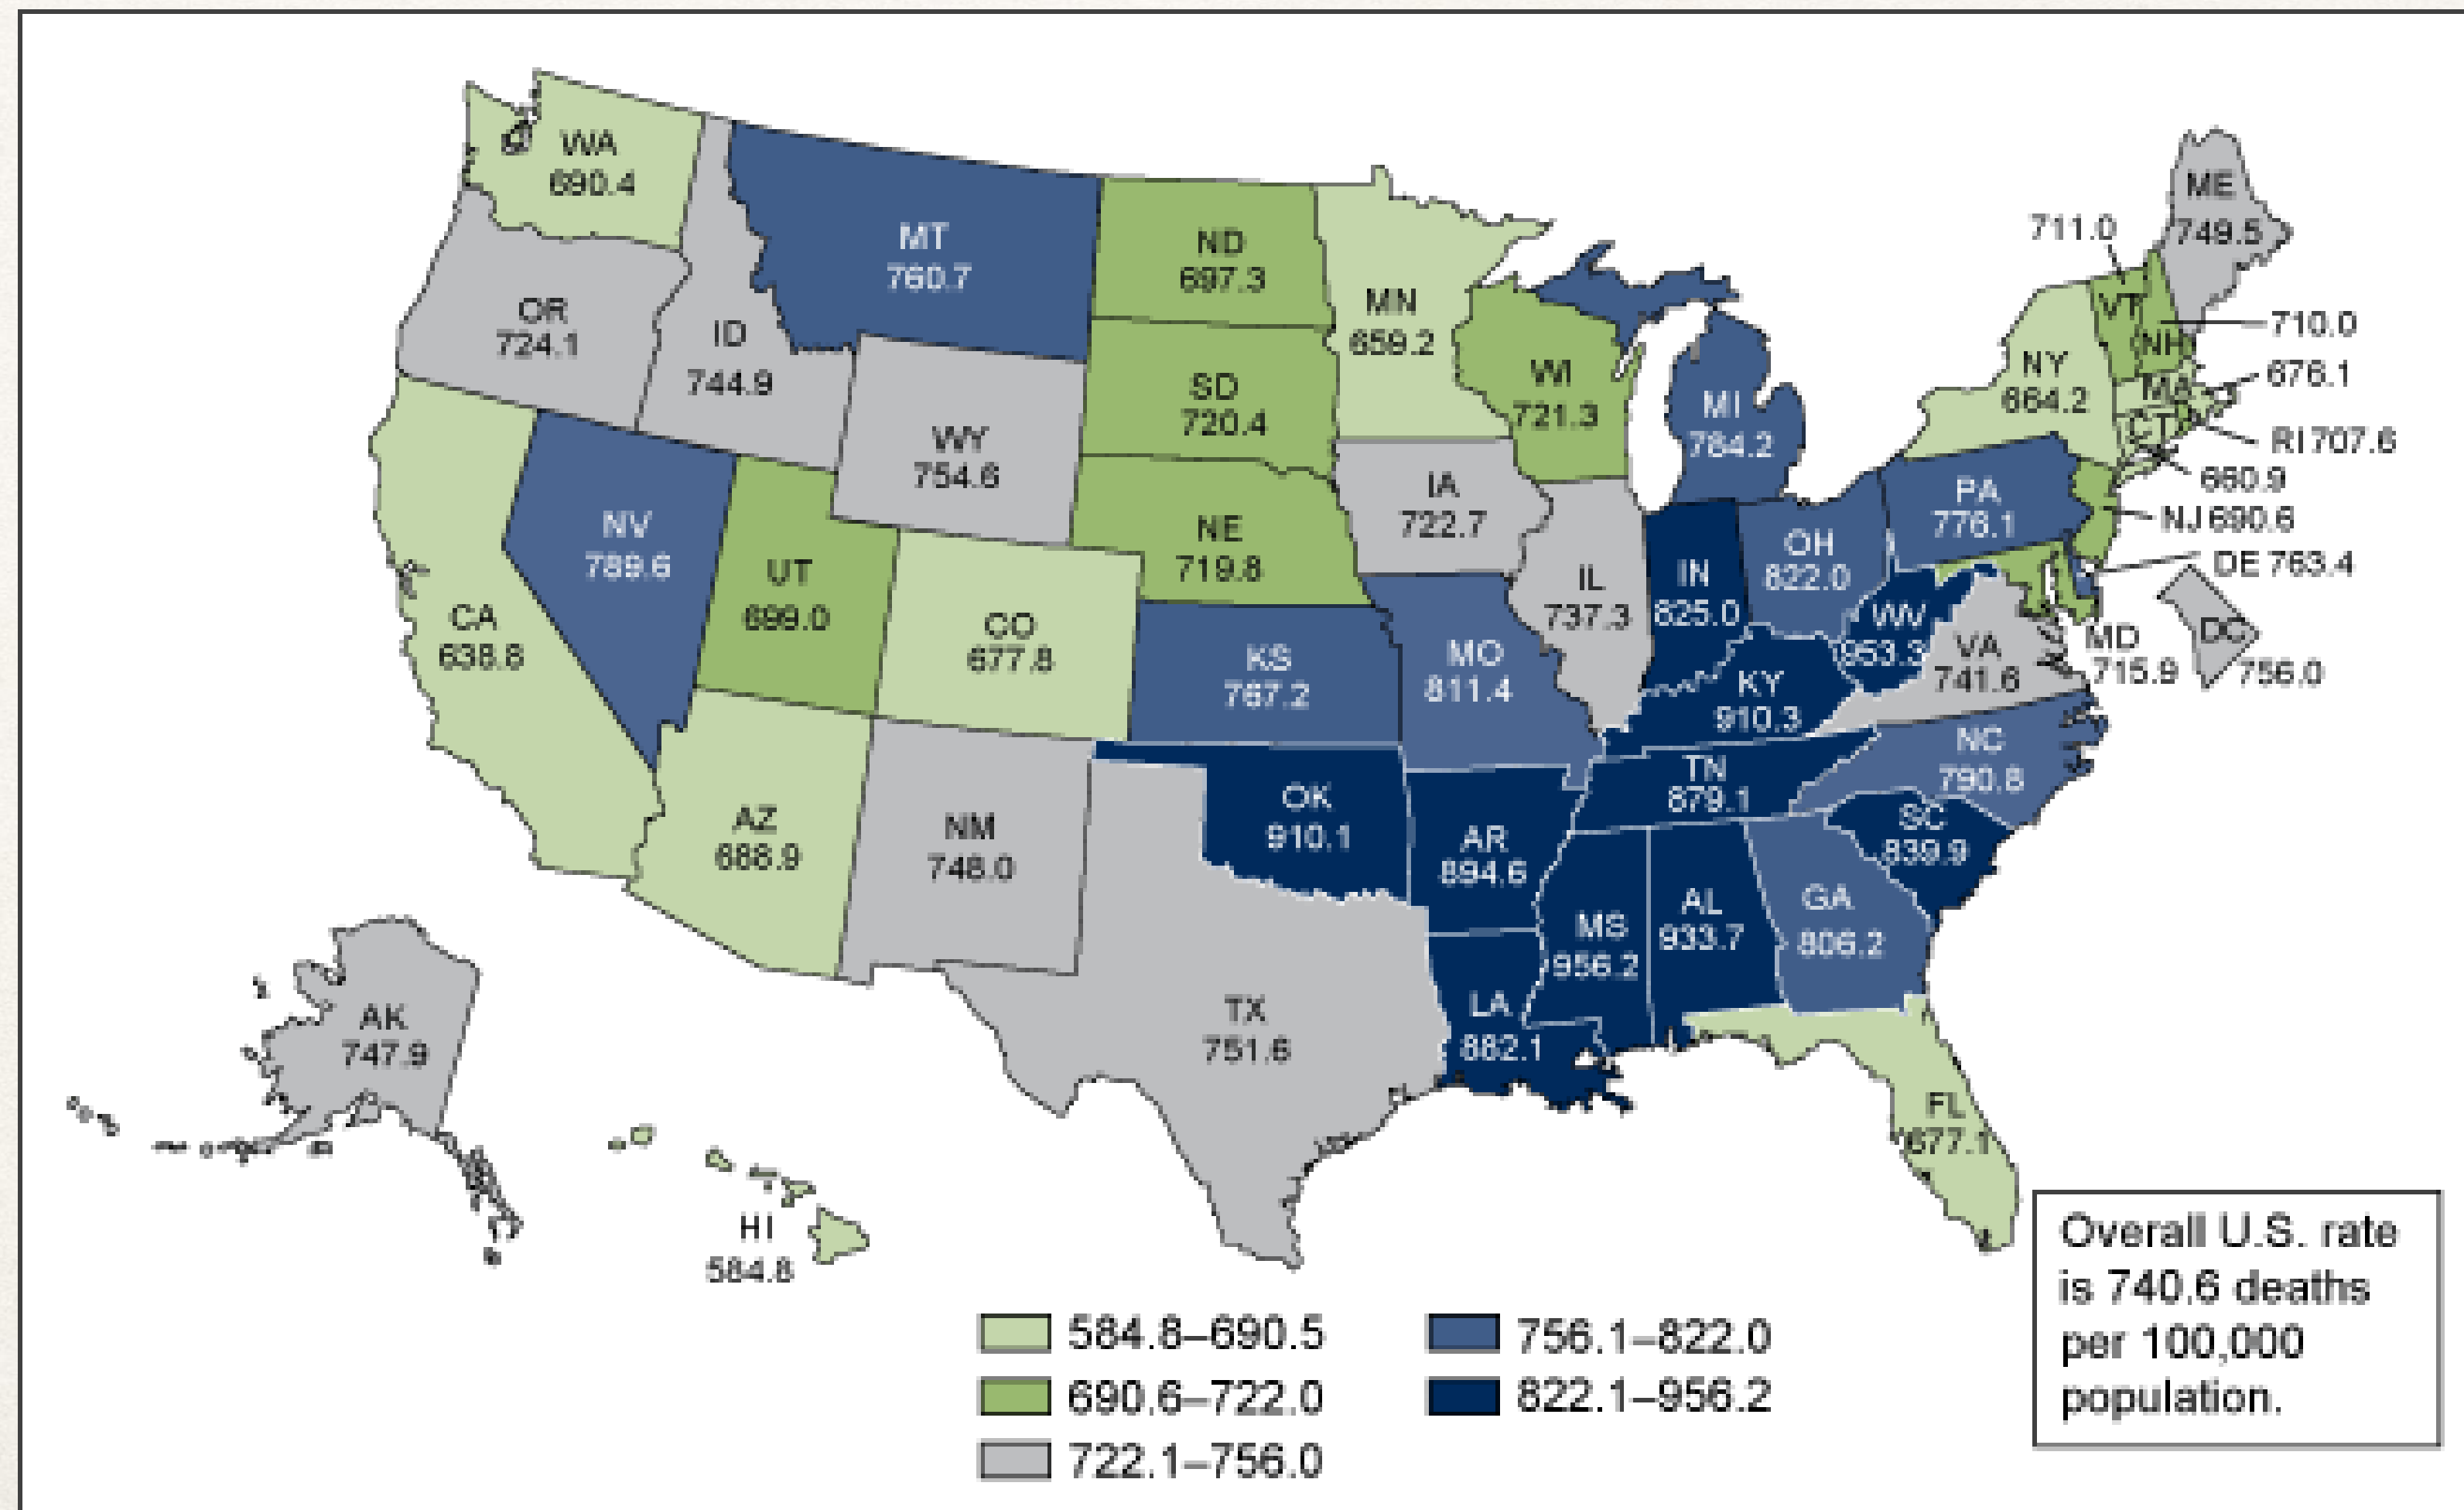 WA
690.4
MT
760.7
ND
697.3
MN
659.2
ME
749.5
711.0
VT
710.0
NH
OR
724.1
ID
744.9
WY
754.6
SD
720.4
WI
721.3
MI
784.2
NY
664.2
MA
676.1
CT
RI 707.6
660.9
NV
789.6
UT
699.0
NE
719.8
IA
722.7
IL
737.3
IN
825.0
OH
822.0
PA
776.1
NJ 690.6
DE 763.4
CA
638.8
CO
677.8
KS
767.2
MO
811.4
KY
910.3
WV
953.3
VA
741.6
MD
715.9
DC
756.0
AZ
688.9
NM
748.0
OK
910.1
AR
894.6
TN
879.1
NC
790.8
SC
839.9
MS
956.2
AL
933.7
GA
806.2
AK
747.9
TX
751.6
LA
882.1
FL
677.1
HI
584.8
Overall U.S. rate
is 740.6 deaths
per 100,000
population.
584.8–690.5
690.6–722.0
722.1–756.0
756.1–822.0
822.1–956.2